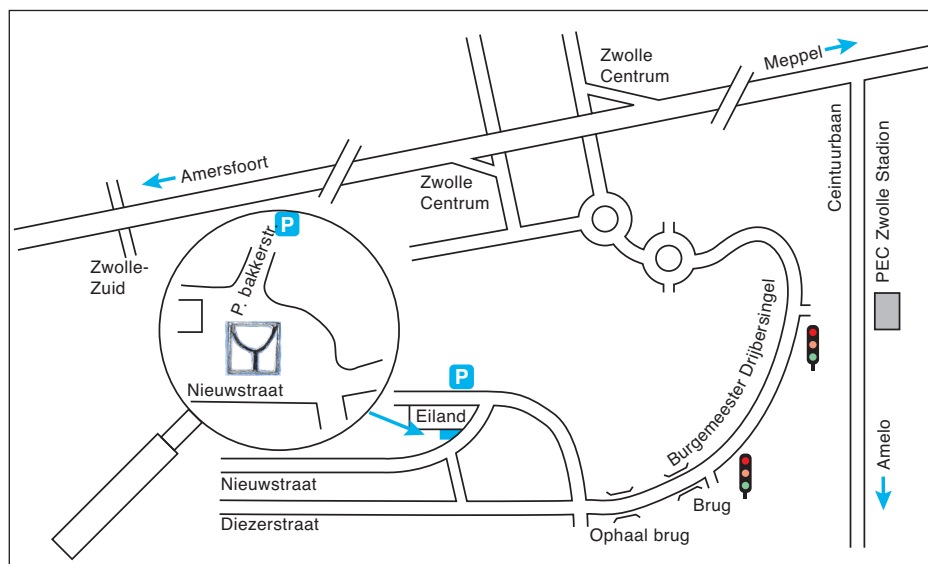 Zwolle
Centrum
Meppel
Amersfoort
Zwolle
Centrum
Ceintuurbaan
PEC Zwolle Stadion
P
P. bakkerstr.
Zwolle-
Zuid
Nieuwstraat
P
Eiland
Burgemeester Drijbersingel
Nieuwstraat
Diezerstraat
Brug
Ophaal brug
Amelo